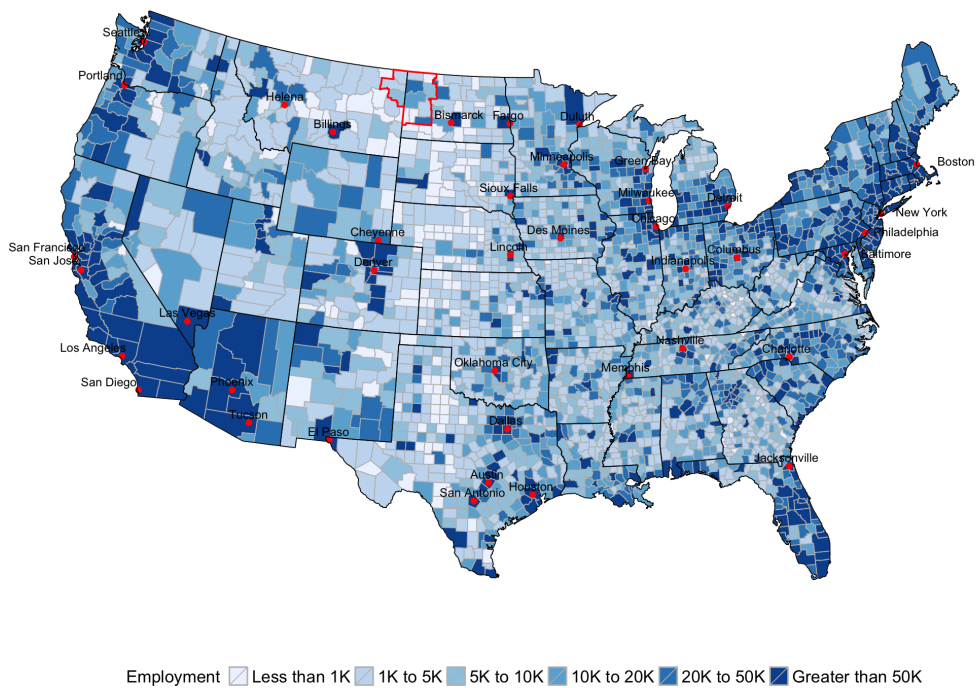 Seattle
Portland
Helena
Billings
Bismarck
Fargo
Duluth
Minneapolis
Green Bay
Boston
Sioux Falls
Milwaukee
Detroit
New York
Chicago
Cheyenne
Des Moines
Philadelphia
San Francisco
Lincoln
Columbus
Baltimore
San Jose
Denver
Indianapolis
Las Vegas
Los Angeles
Nashville
Charlotte
Oklahoma City
Memphis
San Diego
Phoenix
Tucson
Dallas
El Paso
Jacksonville
Austin
San Antonio
Houston
Employment Less than 1K 1K to 5K 5K to 10K 10K to 20K 20K to 50K Greater than 50K